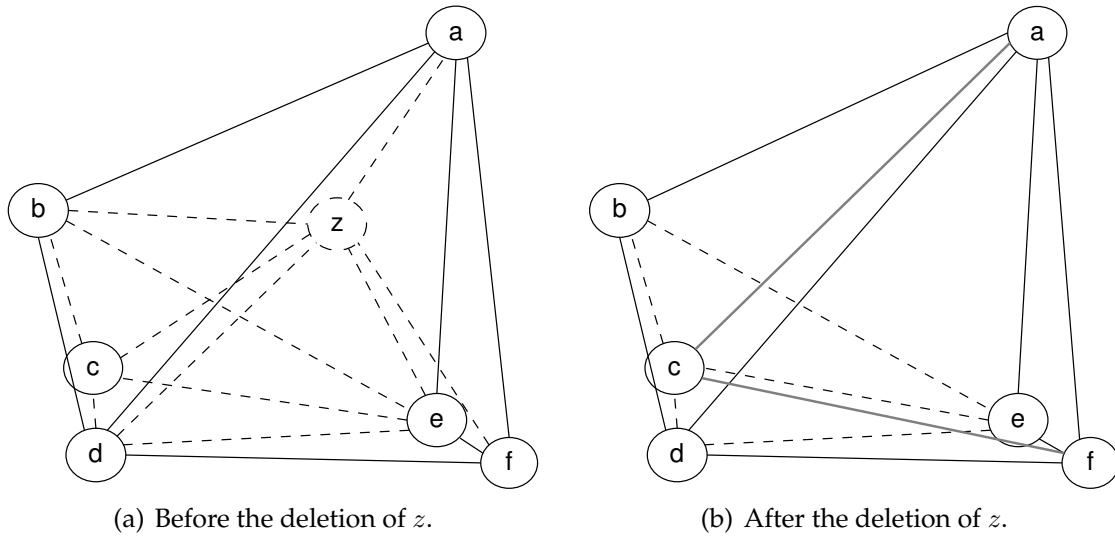 a
b
z
c
e
d
f
(a) Before the deletion of z.
a
b
c
e
d
f
(b) After the deletion of z.